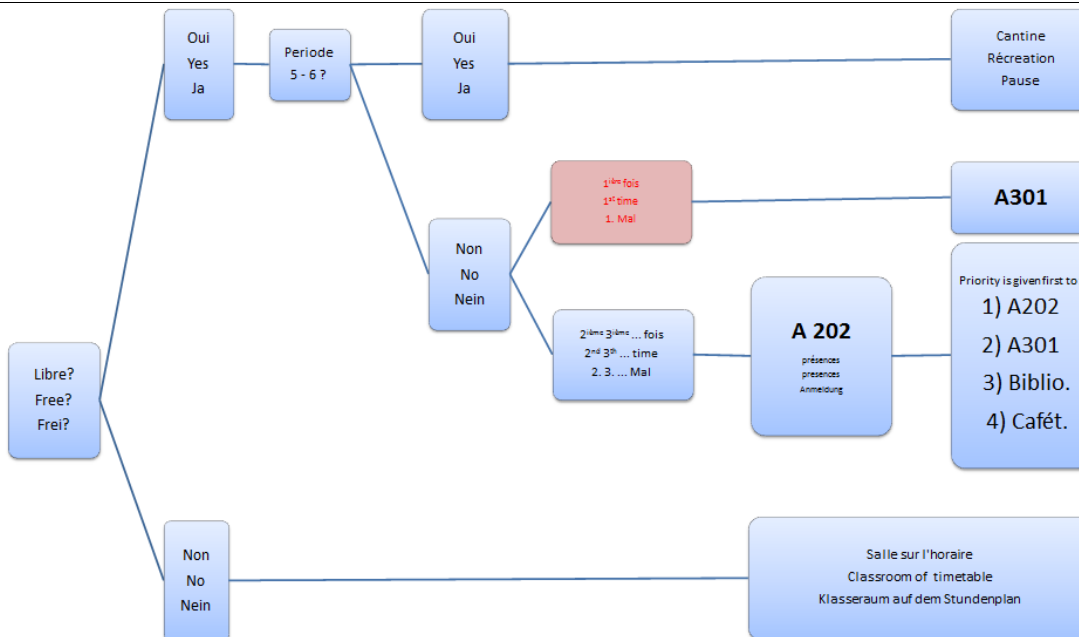 Oui
Yes
Ja
Periode
5 - 6 ?
Oui
Yes
Ja
Cantine
Récreation
Pause
1ière fois
1st time
1. Mal
A301
Non
No
Nein
2ième 3ième ... fois
2nd 3th ... time
2. 3. ... Mal
A 202
présences
presences
Anmeldung
Priority is given first to
1) A202
2) A301
3) Biblio.
4) Cafét.
Libre?
Free?
Frei?
Non
No
Nein
Salle sur l'horaire
Classroom of timetable
Klasseraum auf dem Stundenplan